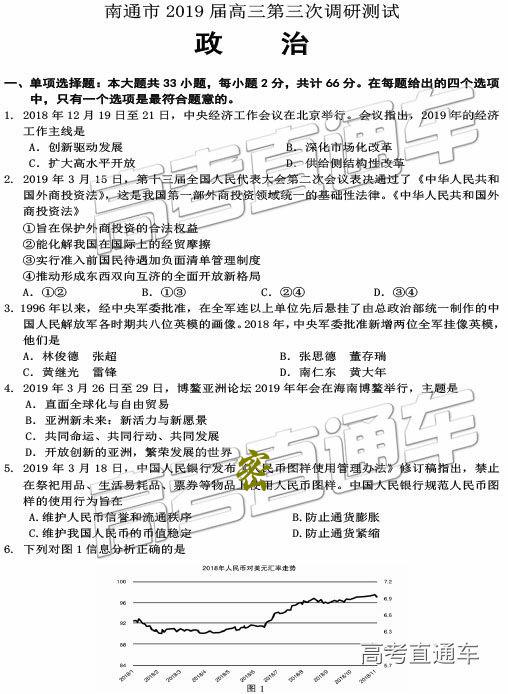 南通市 2019 届高三第三次调研测试
政 治
一、单项选择题：本大题共 33 小题，每小题 2 分，共计 66 分。在每题给出的四个选项
中，只有一个选项是最符合题意的。
1. 2018 年 12 月 19 日至 21 日，中央经济工作会议在北京举行。会议指出，2019 年的经济
工作主线是
A. 创新驱动发展 B. 深化市场化改革
C. 扩大高水平开放 D. 供给侧结构性改革
2. 2019 年 3 月 15 日，第十三届全国人民代表大会第二次会议表决通过了《中华人民共和
国外商投资法》，这是我国第一部外商投资领域统一的基础性法律。《中华人民共和国外
商投资法》
①旨在保护外商投资的合法权益
②能化解我国在国际上的经贸摩擦
③实行准入前国民待遇加负面清单管理制度
④推动形成东西双向互济的全面开放新格局
A. ①② B. ①③ C. ②④ D. ③④
3. 1996 年以来，经中央军委批准，在全军连以上单位先后悬挂了由总政治部统一制作的中
国人民解放军各时期共八位英模的画像。2018 年，中央军委批准新增两位全军挂像英模，
他们是
A. 林俊德 张超 B. 张思德 董存瑞
C. 黄继光 雷锋 D. 南仁东 黄大年
4. 2019 年 3 月 26 日至 29 日，博鳌亚洲论坛 2019 年年会在海南博鳌举行，主题是
A. 直面全球化与自由贸易
B. 亚洲新未来：新活力与新愿景
C. 共同命运、共同行动、共同发展
D. 开放创新的亚洲，繁荣发展的世界
5. 2019 年 3 月 18 日，中国人民银行发布《人民币图样使用管理办法》修订稿指出，禁止
在祭祀用品、生活易耗品、票券等物品上使用人民币图样。中国人民银行规范人民币图
样的使用行为旨在
A. 维护人民币信誉和流通秩序 B. 防止通货膨胀
C. 维护我国人民币的币值稳定 D. 防止通货紧缩
6. 下列对图 1 信息分析正确的是
2018年人民币对美元汇率走势
100 7.2
96 6.9
92 6.6
88 6.3
84 5.7
2018/1 2018/2 2018/3 2018/4 2018/5 2018/6 2018/7 2018/8 2018/9 2018/10 2018/11
图 1
高考直通车
高考直通车
高考直通车
密